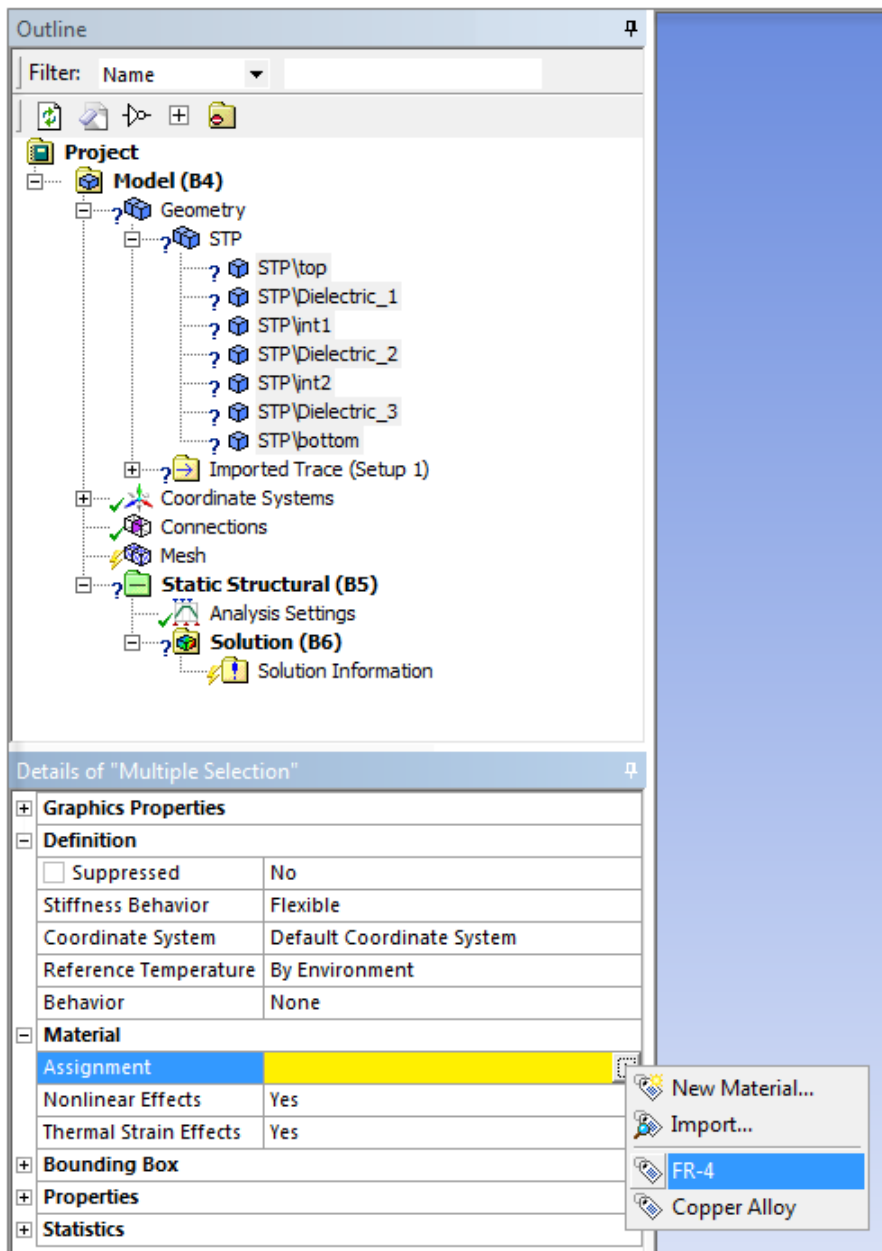 Outline
Filter: Name
Project
Model (B4)
Geometry
STP
STP\top
STP\Dielectric_1
STP\int1
STP\Dielectric_2
STP\int2
STP\Dielectric_3
STP\bottom
Imported Trace (Setup 1)
Coordinate Systems
Connections
Mesh
Static Structural (B5)
Analysis Settings
Solution (B6)
Solution Information
Details of "Multiple Selection"
Graphics Properties
Definition
Suppressed No
Stiffness Behavior Flexible
Coordinate System Default Coordinate System
Reference Temperature By Environment
Behavior None
Material
Assignment
Nonlinear Effects Yes
Thermal Strain Effects Yes
Bounding Box
Properties
Statistics
New Material...
Import...
FR-4
Copper Alloy